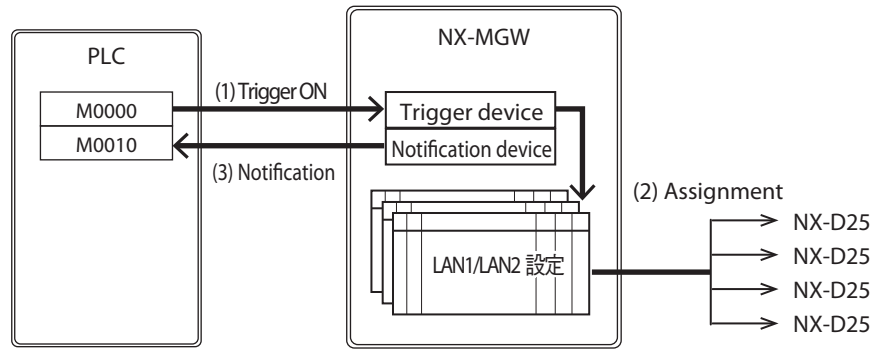 PLC
NX-MGW
M0000
(1) Trigger ON
Trigger device
M0010
(3) Notification
Notification device
(2) Assignment
LAN1/LAN2 設定
NX-D25
NX-D25
NX-D25
NX-D25